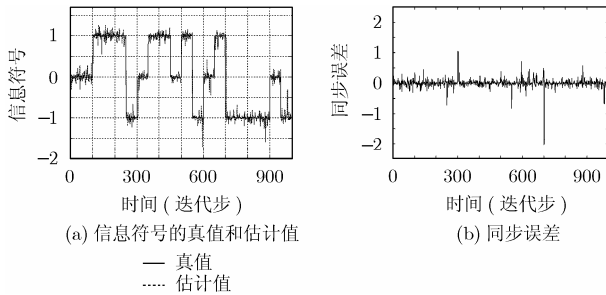 信息符号
1
0
−1
−2
0
300
600
900
时间 ( 迭代步 )
(a) 信息符号的真值和估计值
真值
估计值
同步误差
2
1
0
−1
−2
0
300
600
900
时间 ( 迭代步 )
(b) 同步误差